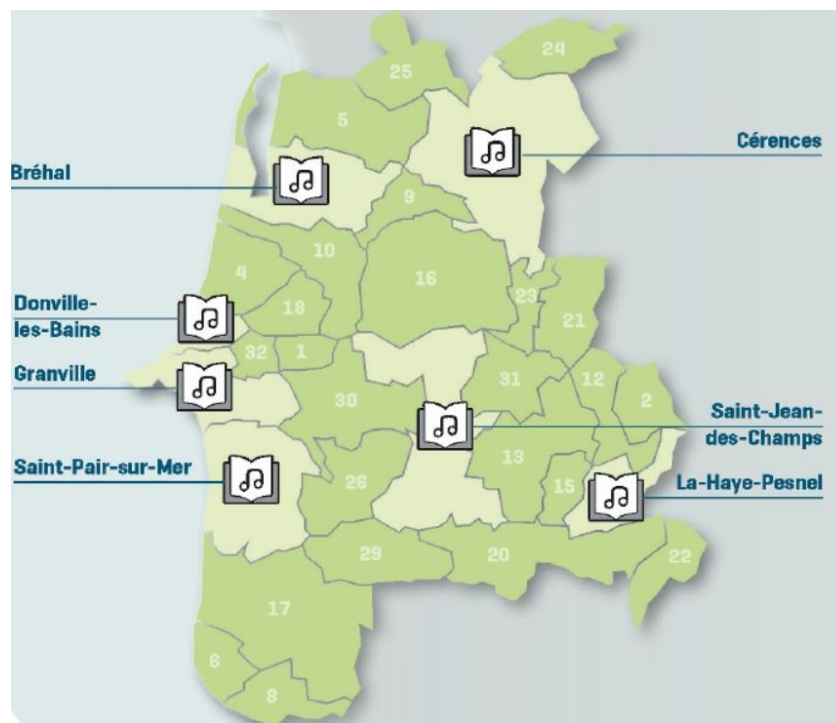 24
25
5
Cérences
Bréhal
9
10
4
16
Donville-
les-Bains
18
23
21
32
1
Granville
30
31
12
2
Saint-Jean-
des-Champs
13
Saint-Pair-sur-Mer
26
15
La-Haye-Pesnel
29
20
22
17
6
8